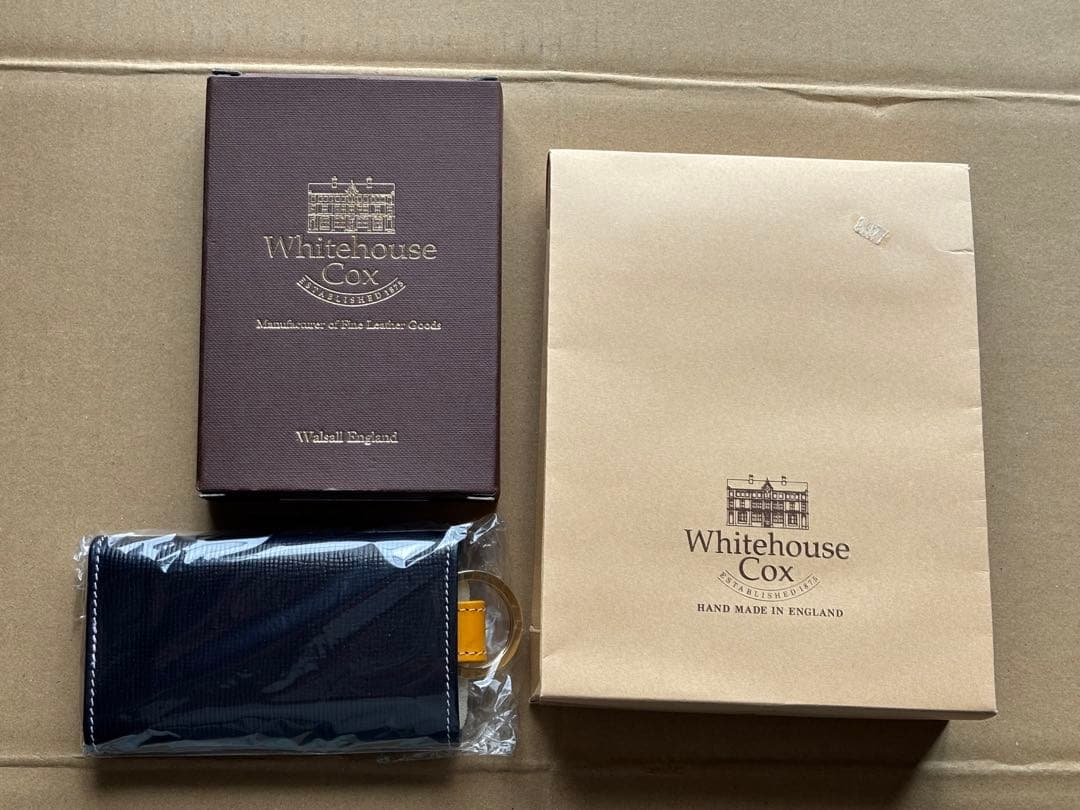 Whitehouse
Cox
ESTABLISHED 1875
Manufacturer of Fine Leather Goods
Walsall England
Whitehouse
Cox
ESTABLISHED 1875
HAND MADE IN ENGLAND